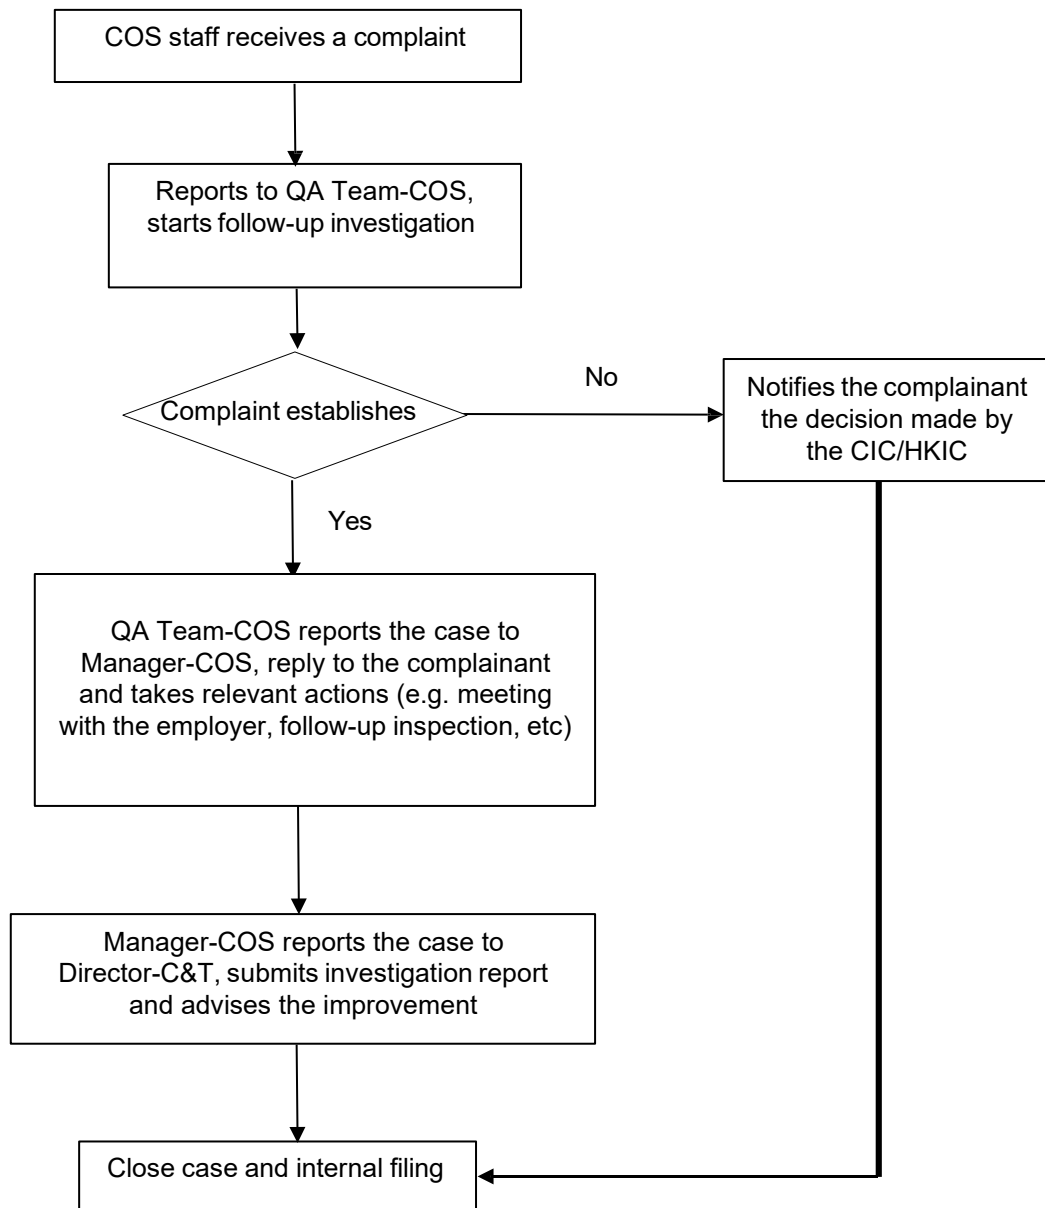 COS staff receives a complaint
Reports to QA Team-COS,
starts follow-up investigation
Complaint establishes
No
Notifies the complainant
the decision made by
the CIC/HKIC
Yes
QA Team-COS reports the case to
Manager-COS, reply to the complainant
and takes relevant actions (e.g. meeting
with the employer, follow-up inspection, etc)
Manager-COS reports the case to
Director-C&T, submits investigation report
and advises the improvement
Close case and internal filing